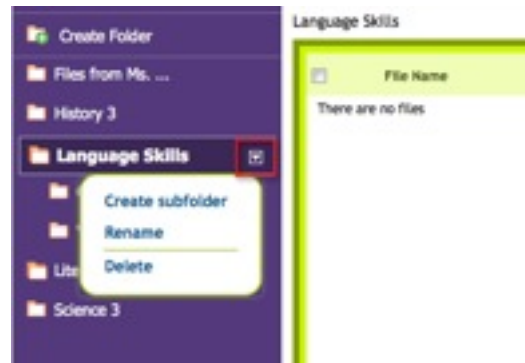 Create Folder
Files from Ms. ...
History 3
Language Skills
Create subfolder
Rename
Delete
Science 3
Language Skills
File Name
There are no files